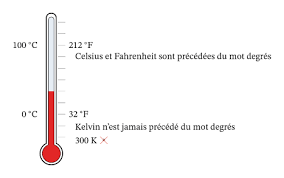 100 °C 212 °F
Celsius et Fahrenheit sont précédées du mot degrés
0 °C 32 °F
Kelvin n'est jamais précédé du mot degrés
300 K